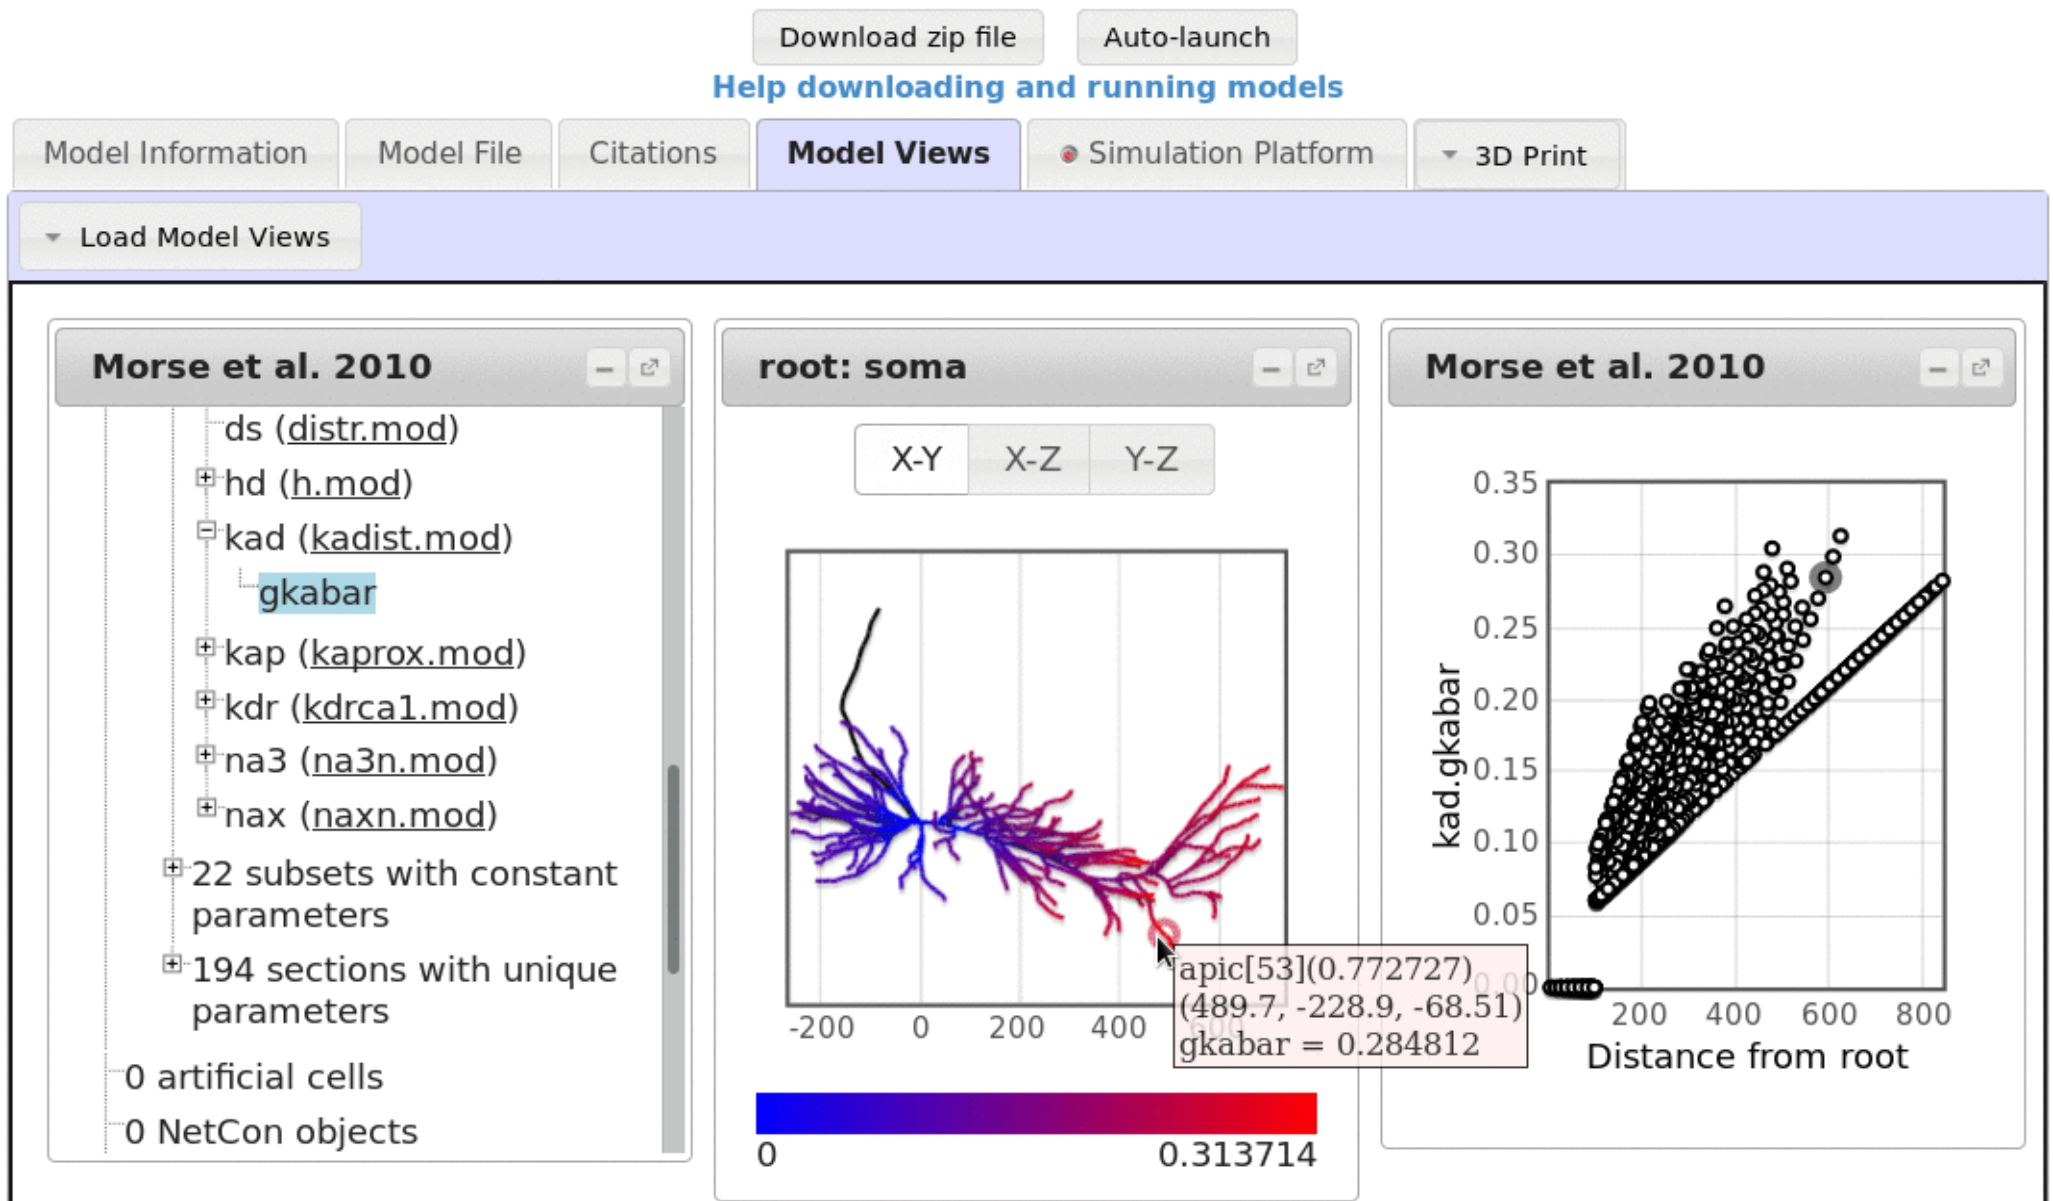 Download zip file
Auto-launch
Help downloading and running models
Model Information
Model File
Citations
Model Views
Simulation Platform
3D Print
Load Model Views
Morse et al. 2010
ds (distr.mod)
hd (h.mod)
kad (kadist.mod)
gkabar
kap (kaprox.mod)
kdr (kdrca1.mod)
na3 (na3n.mod)
nax (naxn.mod)
22 subsets with constant
parameters
194 sections with unique
parameters
0 artificial cells
0 NetCon objects
root: soma
X-Y
X-Z
Y-Z
-200 0 200 400 600
apic[53](0.772727)
(489.7, -228.9, -68.51)
gkabar = 0.284812
0 0.313714
Morse et al. 2010
kad.gkabar
0.35
0.30
0.25
0.20
0.15
0.10
0.05
0.00
200 400 600 800
Distance from root